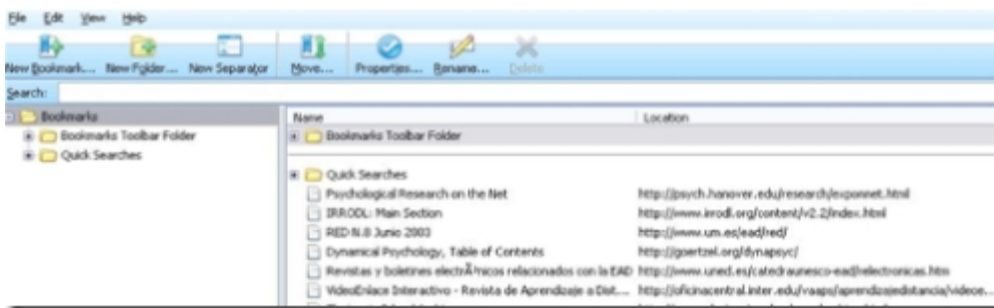 File Edit View Help
New Bookmark... New Folder... New Separator Move... Properties... Rename... Delete
Search:
Bookmarks Name Location
Bookmarks Toolbar Folder Bookmarks Toolbar Folder
Quick Searches
Quick Searches
Psychological Research on the Net http://psych.hanover.edu/research/exponnet.html
IRRODL: Main Section http://www.irrodl.org/content/v2.2/index.html
RED N.8 Junio 2003 http://www.um.es/ead/red/
Dynamical Psychology, Table of Contents http://goertzel.org/dynapsyc/
Revistas y boletines electrÃ³nicos relacionados con la EAD http://www.uned.es/catedraunesco-ead/relectronicas.htm
VideoEnlace Interactivo - Revista de Aprendizaje a Dist... http://oficinacentral.inter.edu/vaaps/aprendizajedistancia/videoe...